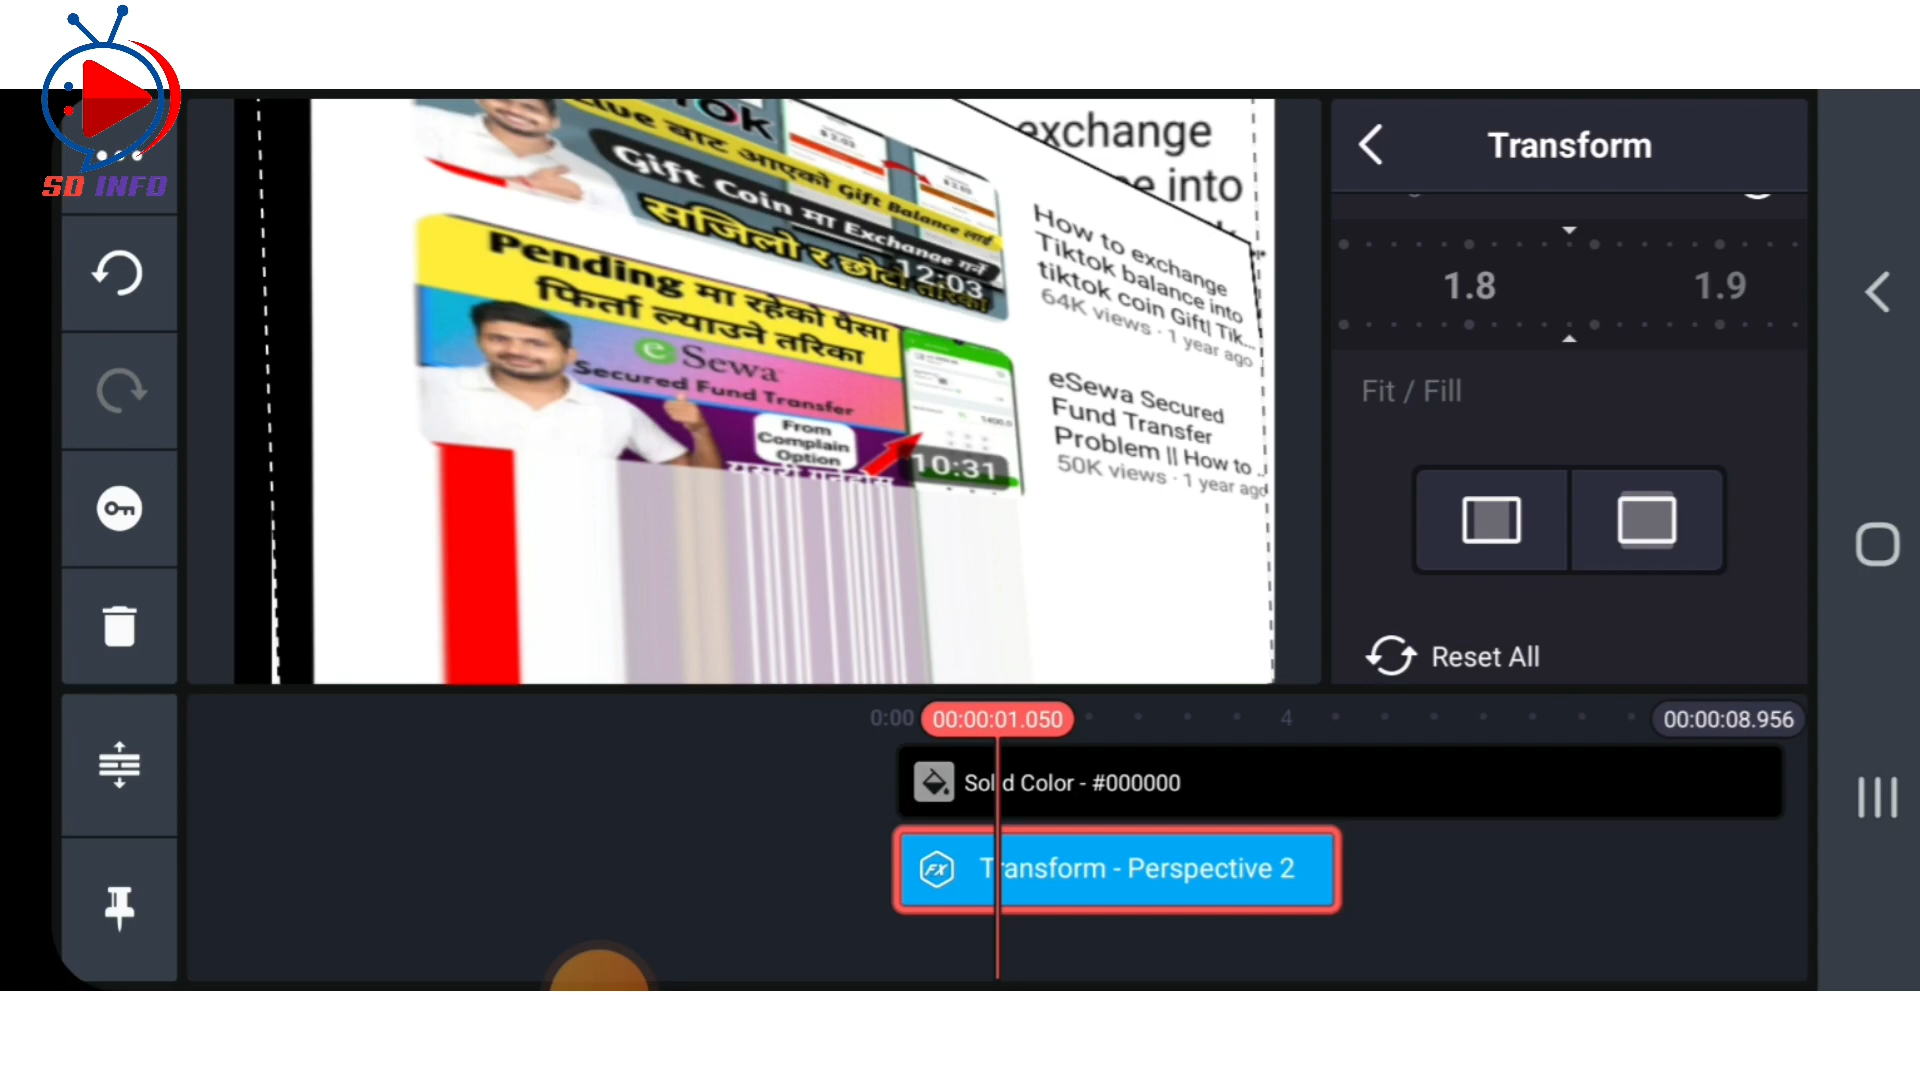 SD INFO
exchange
e into
How to exchange
Tiktok balance into
tiktok coin Gift| Tik...
64K views · 1 year ago
बाट आएको Gift Balance लाई
Gift Coin मा Exchange गर्ने
सजिलो र छोटो तरिका
12:03
Pending मा रहेको पैसा
फिर्ता ल्याउने तरिका
eSewa
Secured Fund Transfer
From
Complain
Option
10:31
eSewa Secured
Fund Transfer
Problem || How to ...
50K views · 1 year ago
Transform
1.8 1.9
Fit / Fill
Reset All
0:00 00:00:01.050 4 00:00:08.956
Solid Color - #000000
FX Transform - Perspective 2